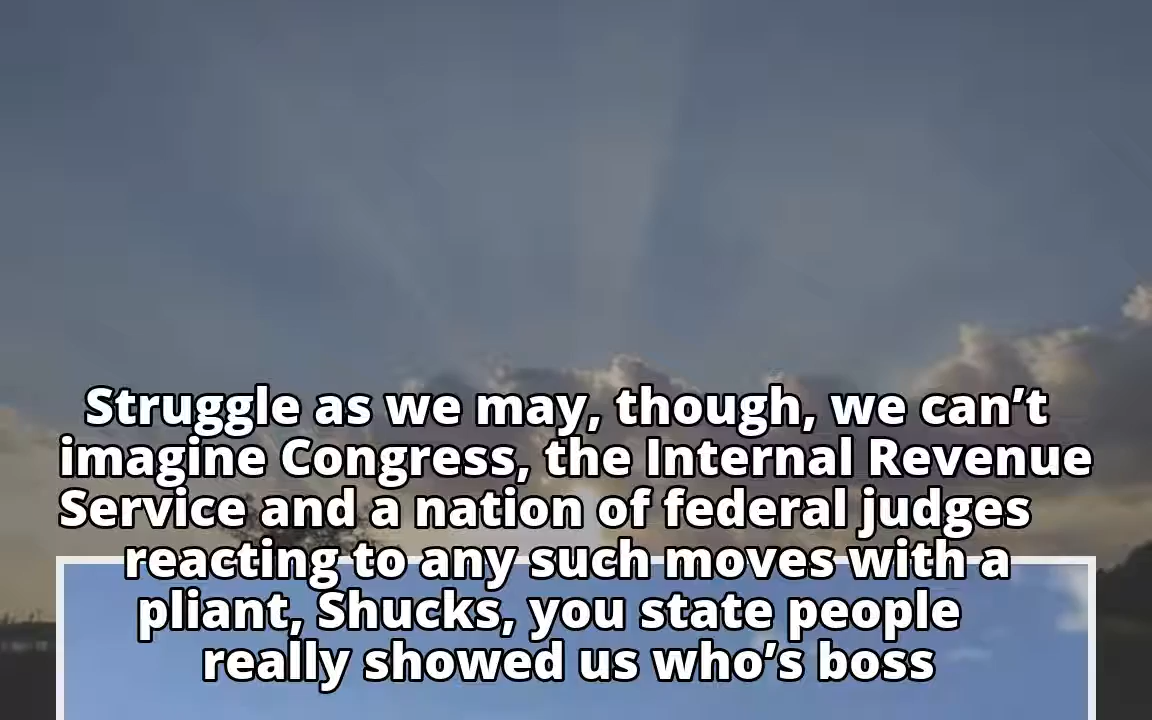 Struggle as we may, though, we can’t
imagine Congress, the Internal Revenue
Service and a nation of federal judges
reacting to any such moves with a
pliant, Shucks, you state people
really showed us who’s boss